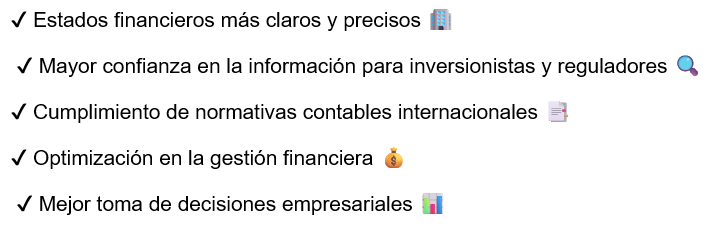 ✓ Estados financieros más claros y precisos 🏢
✓ Mayor confianza en la información para inversionistas y reguladores 🔍
✓ Cumplimiento de normativas contables internacionales 📑
✓ Optimización en la gestión financiera 💰
✓ Mejor toma de decisiones empresariales 📊